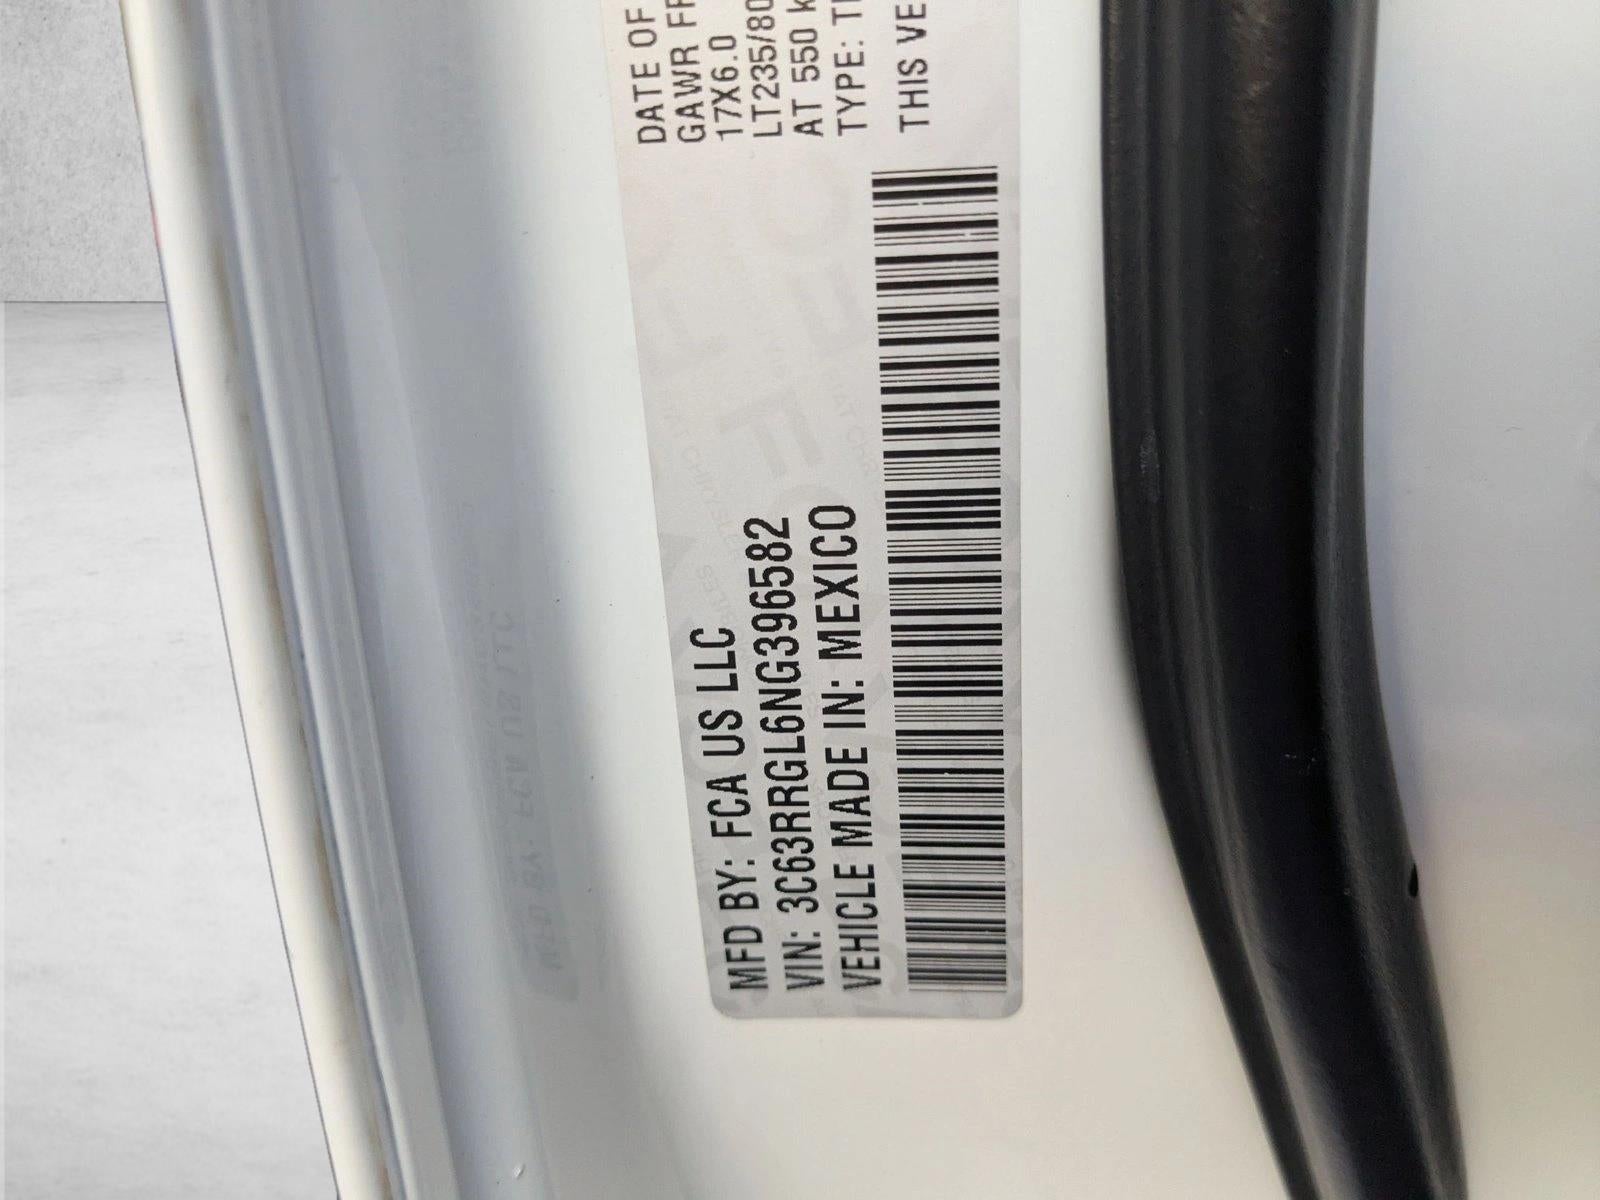 MFD BY: FCA US LLC
VIN: 3C63RRGL6NG396582
VEHICLE MADE IN: MEXICO
DATE OF
GAWR FR
17X6.0
LT235/80
AT 550 k
TYPE: T
THIS VE